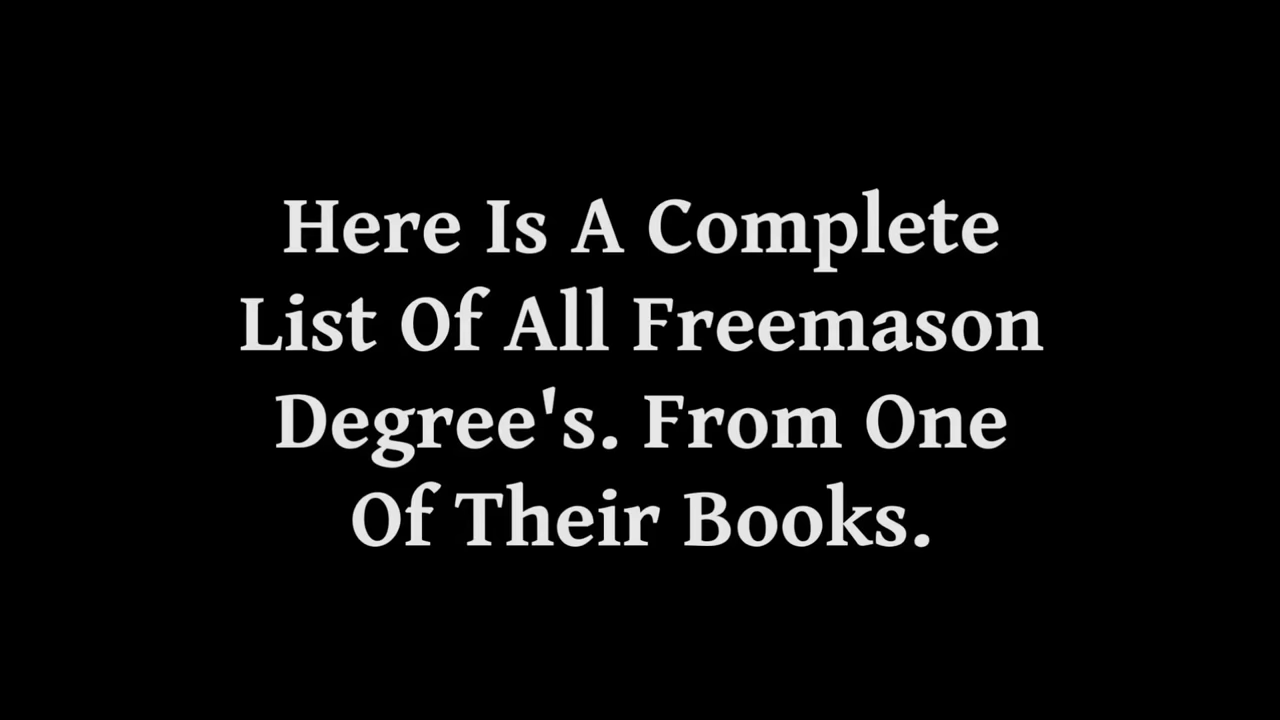 Here Is A Complete
List Of All Freemason
Degree's. From One
Of Their Books.